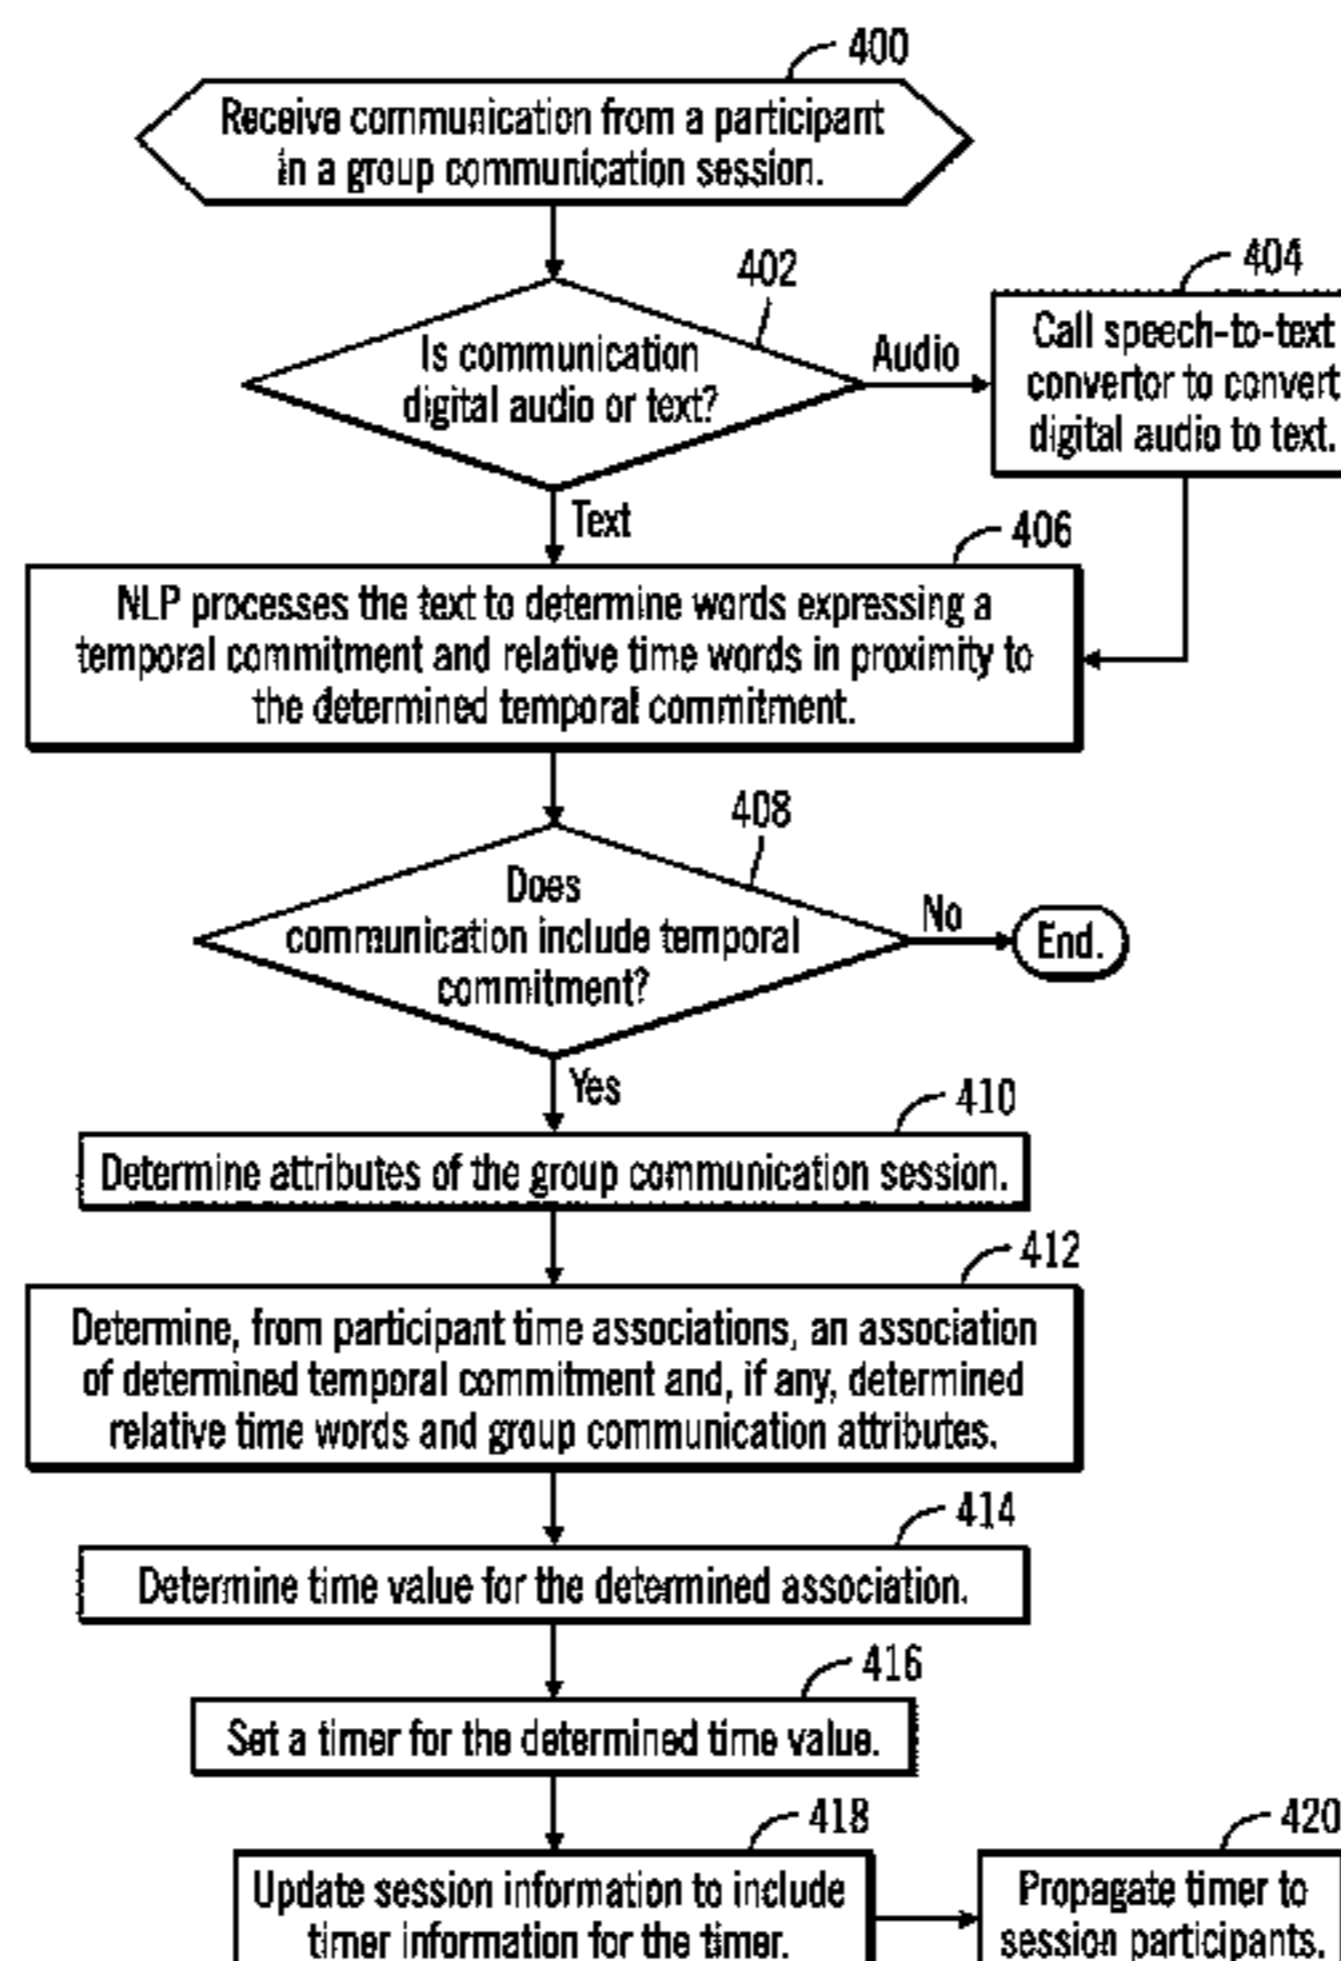 400
Receive communication from a participant
in a group communication session.
402
Is communication
digital audio or text?
Audio
404
Call speech-to-text
convertor to convert
digital audio to text.
Text
406
NLP processes the text to determine words expressing a
temporal commitment and relative time words in proximity to
the determined temporal commitment.
408
Does
communication include temporal
commitment?
No
End.
Yes
410
Determine attributes of the group communication session.
412
Determine, from participant time associations, an association
of determined temporal commitment and, if any, determined
relative time words and group communication attributes.
414
Determine time value for the determined association.
416
Set a timer for the determined time value.
418
Update session information to include
timer information for the timer.
420
Propagate timer to
session participants.